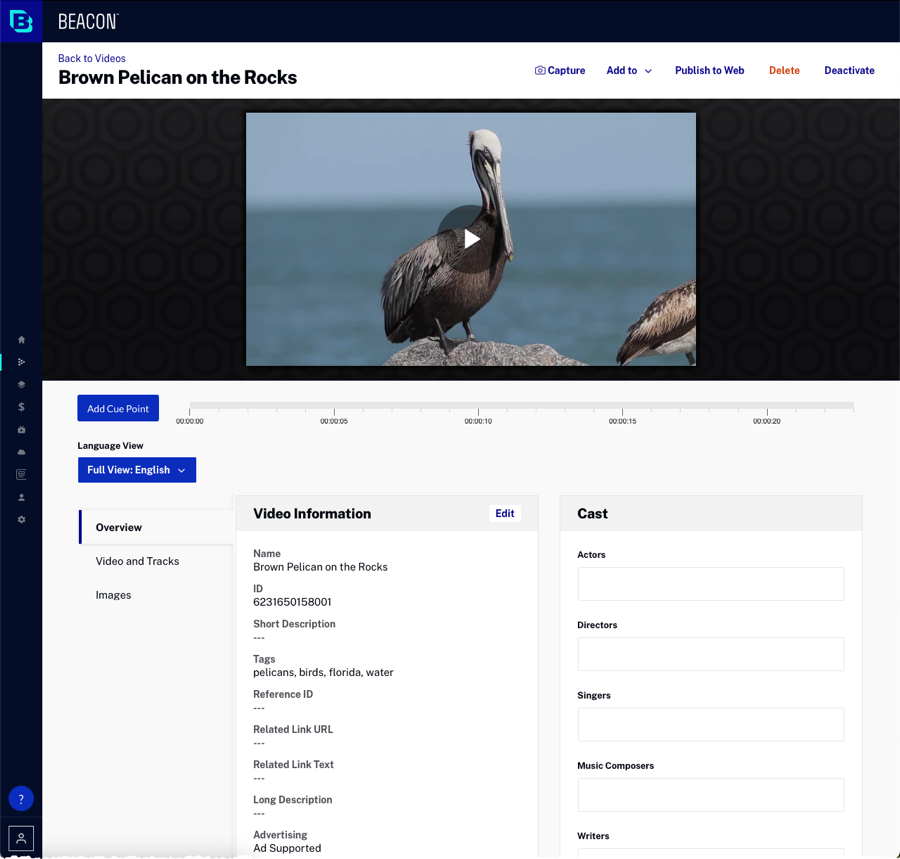 BEACON
Back to Videos
Brown Pelican on the Rocks
Capture
Add to
Publish to Web
Delete
Deactivate
Add Cue Point
00:00:00
00:00:05
00:00:10
00:00:15
00:00:20
Language View
Full View: English
Overview
Video and Tracks
Images
Video Information
Edit
Name
Brown Pelican on the Rocks
ID
6231650158001
Short Description
---
Tags
pelicans, birds, florida, water
Reference ID
---
Related Link URL
---
Related Link Text
---
Long Description
---
Advertising
Ad Supported
Cast
Actors
Directors
Singers
Music Composers
Writers
?